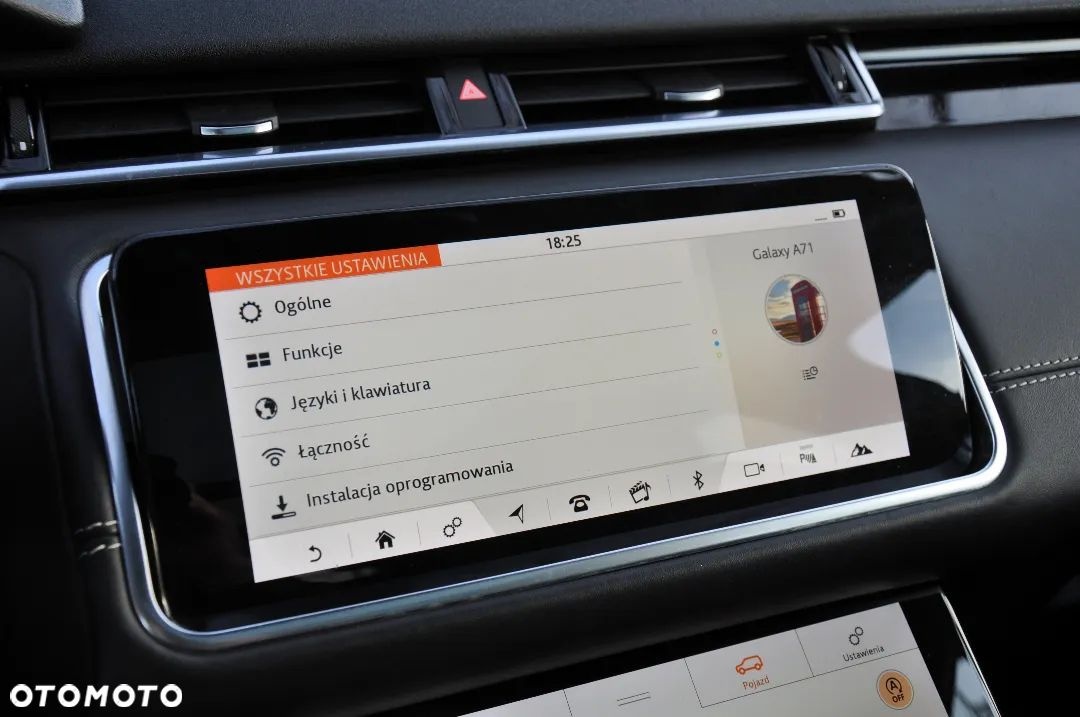 18:25
WSZYSTKIE USTAWIENIA
Galaxy A71
Ogólne
Funkcje
Języki i klawiatura
Łączność
Instalacja oprogramowania
P
Pojazd
Ustawienia
A
OFF
OTOMOTO